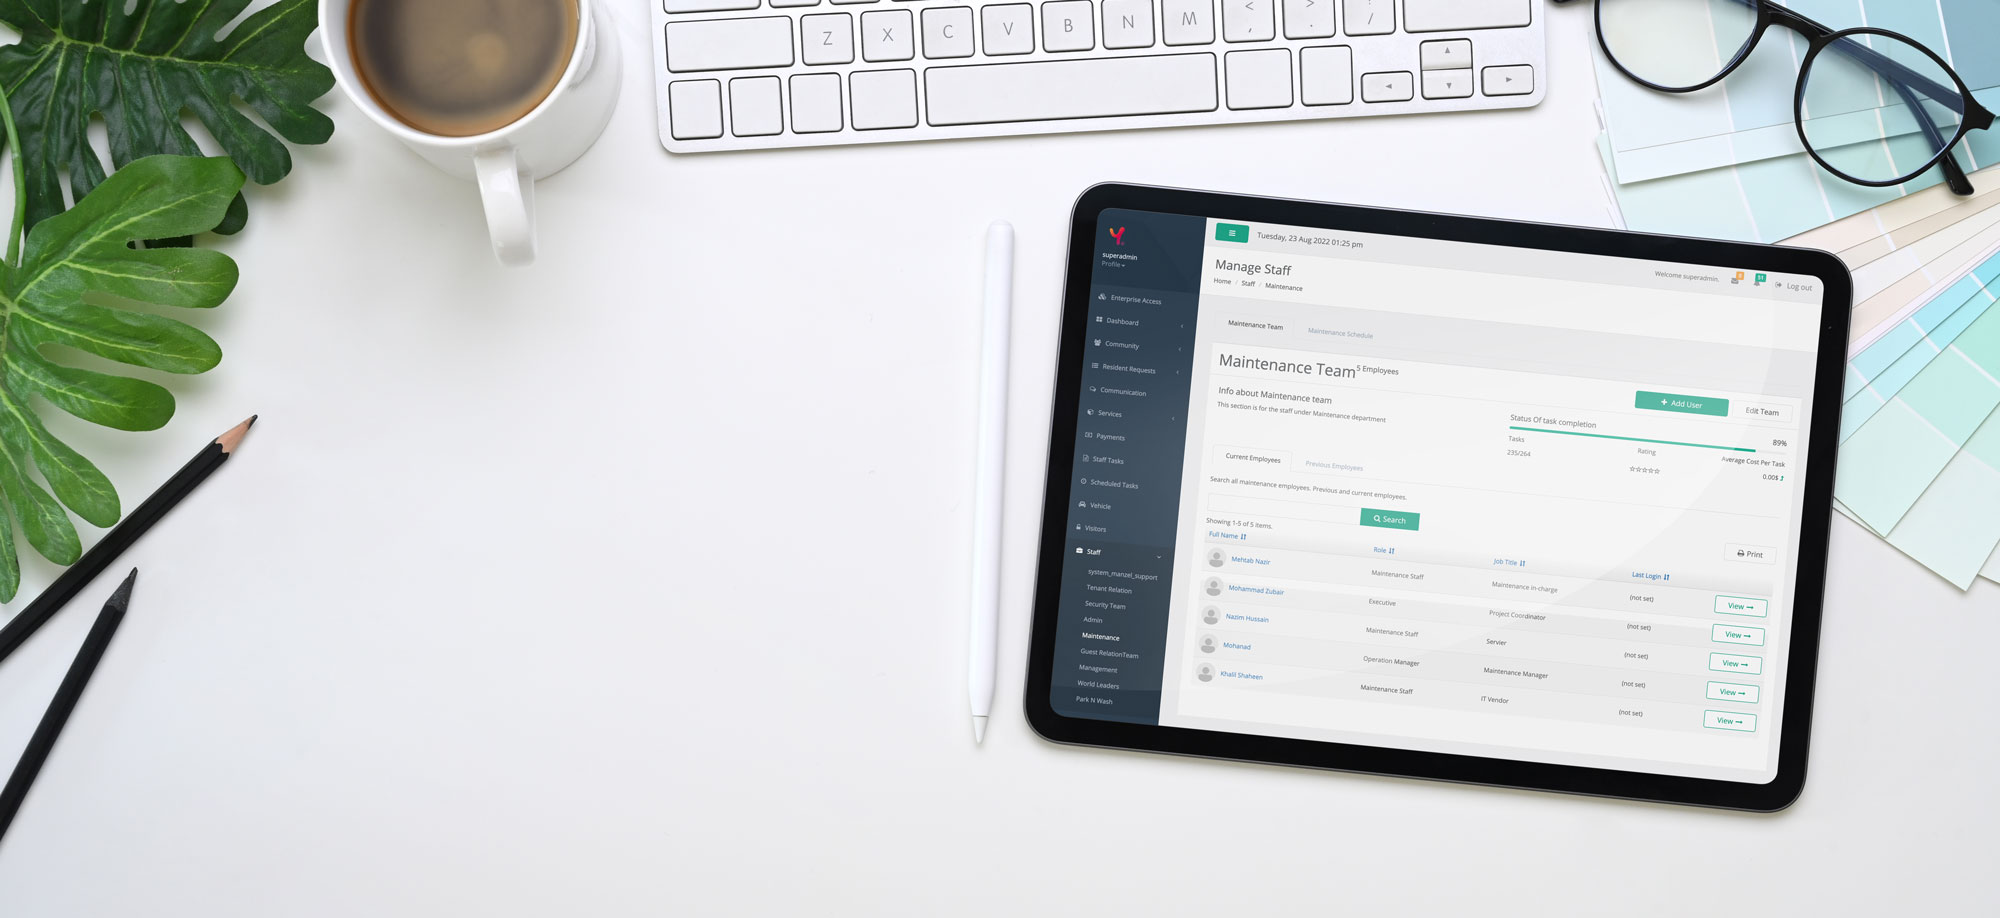 Z X C V B N M < , > . ? /
superadmin
Profile
Enterprise Access
Dashboard
Community
Resident Requests
Communication
Services
Payments
Staff Tasks
Scheduled Tasks
Vehicle
Visitors
Staff
system_manzel_support
Tenant Relation
Security Team
Admin
Maintenance
Guest RelationTeam
Management
World Leaders
Park N Wash
Tuesday, 23 Aug 2022 01:25 pm
Welcome superadmin.
51
Log out
Manage Staff
Home / Staff / Maintenance
Maintenance Team Maintenance Schedule
Maintenance Team 5 Employees
Info about Maintenance team
This section is for the staff under Maintenance department
+ Add User Edit Team
Status Of task completion
89%
Tasks Rating Average Cost Per Task
235/264 0.00$
Current Employees Previous Employees
Search all maintenance employees. Previous and current employees.
Search
Showing 1-5 of 5 items.
Print
Full Name Role Job Title Last Login
Mehtab Nazir Maintenance Staff Maintenance in-charge (not set) View
Mohammad Zubair Executive Project Coordinator (not set) View
Nazim Hussain Maintenance Staff Servier (not set) View
Mohanad Operation Manager Maintenance Manager (not set) View
Khalil Shaheen Maintenance Staff IT Vendor (not set) View